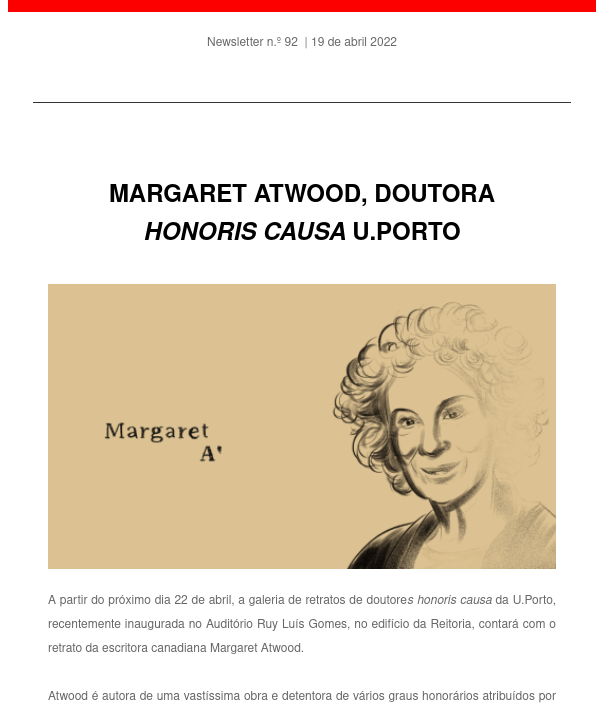 Newsletter n.º 92 | 19 de abril 2022
MARGARET ATWOOD, DOUTORA
HONORIS CAUSA U.PORTO
Margaret
A'
A partir do próximo dia 22 de abril, a galeria de retratos de doutores honoris causa da U.Porto,
recentemente inaugurada no Auditório Ruy Luís Gomes, no edifício da Reitoria, contará com o
retrato da escritora canadiana Margaret Atwood.
Atwood é autora de uma vastíssima obra e detentora de vários graus honorários atribuídos por